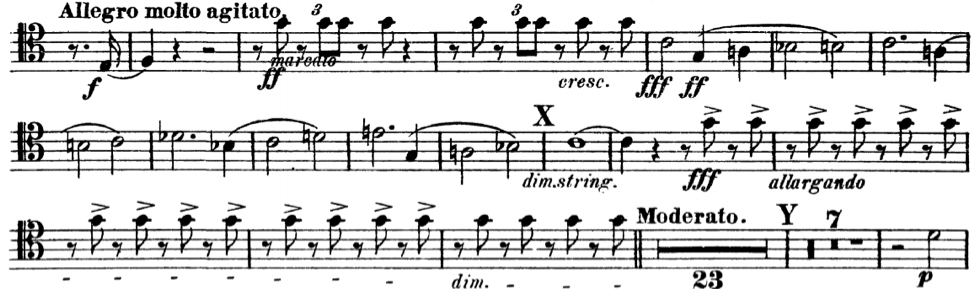 Allegro molto agitato.
3 3
f ff marcato cresc. fff ff
X
dim.string. fff allargando
Moderato. Y 7
dim. 23 p